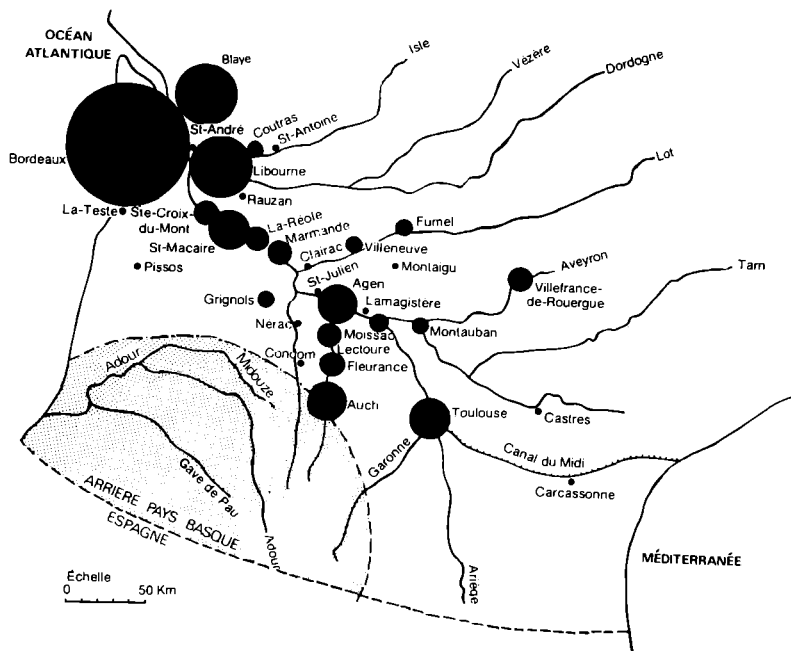 OCÉAN
ATLANTIQUE
Blaye
Isle
Vézère
Dordogne
St-André
Coutras
St-Antoine
Bordeaux
Libourne
Lot
Rauzan
La-Teste
Ste-Croix-
du-Mont
La-Réole
St-Macaire
Marmande
Fumel
Clairac
Villeneuve
Pissos
Montaigu
Aveyron
Tarn
St-Julien
Agen
Villefrance-
de-Rouergue
Grignols
Lamagistère
Nérac
Moissac
Montauban
Lectoure
Condom
Fleurance
Adour
Midouze
Auch
Toulouse
Castres
Garonne
Canal du Midi
Gave de Pau
Carcassonne
ARRIERE PAYS BASQUE
ESPAGNE
Adour
MÉDITERRANÉE
Ariège
Échelle
0 50 Km